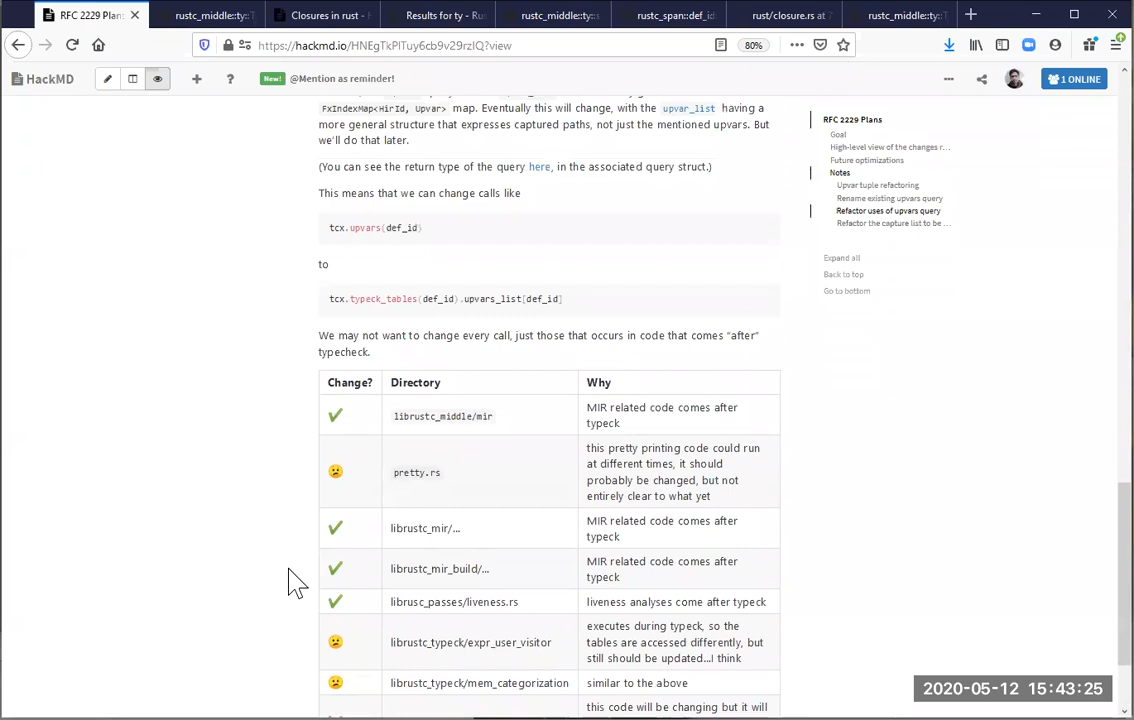 RFC 2229 Plans
rustc_middle::ty::T
Closures in rust - H
Results for ty - Rus
rustc_middle::ty::s
rustc_span::def_id
rust/closure.rs at 7
rustc_middle::ty::T
https://hackmd.io/HNEgTkPlTuy6cb9v29rzIQ?view
80%
HackMD
New!
@Mention as reminder!
1 ONLINE
FxIndexMap<HirId, Upvar> map. Eventually this will change, with the upvar_list having a
more general structure that expresses captured paths, not just the mentioned upvars. But
we'll do that later.
(You can see the return type of the query here, in the associated query struct.)
This means that we can change calls like
tcx.upvars(def_id)
to
tcx.typeck_tables(def_id).upvars_list[def_id]
We may not want to change every call, just those that occurs in code that comes “after”
typecheck.
Change? Directory Why
✔ librustc_middle/mir MIR related code comes after
typeck
this pretty printing code could run
at different times, it should
😕 pretty.rs probably be changed, but not
entirely clear to what yet
✔ librustc_mir/... MIR related code comes after
typeck
✔ librustc_mir_build/... MIR related code comes after
typeck
✔ librusc_passes/liveness.rs liveness analyses come after typeck
executes during typeck, so the
😕 librustc_typeck/expr_user_visitor tables are accessed differently, but
still should be updated...I think
😕 librustc_typeck/mem_categorization similar to the above
this code will be changing but it will
RFC 2229 Plans
Goal
High-level view of the changes r...
Future optimizations
Notes
Upvar tuple refactoring
Rename existing upvars query
Refactor uses of upvars query
Refactor the capture list to be ...
Expand all
Back to top
Go to bottom
2020-05-12 15:43:25